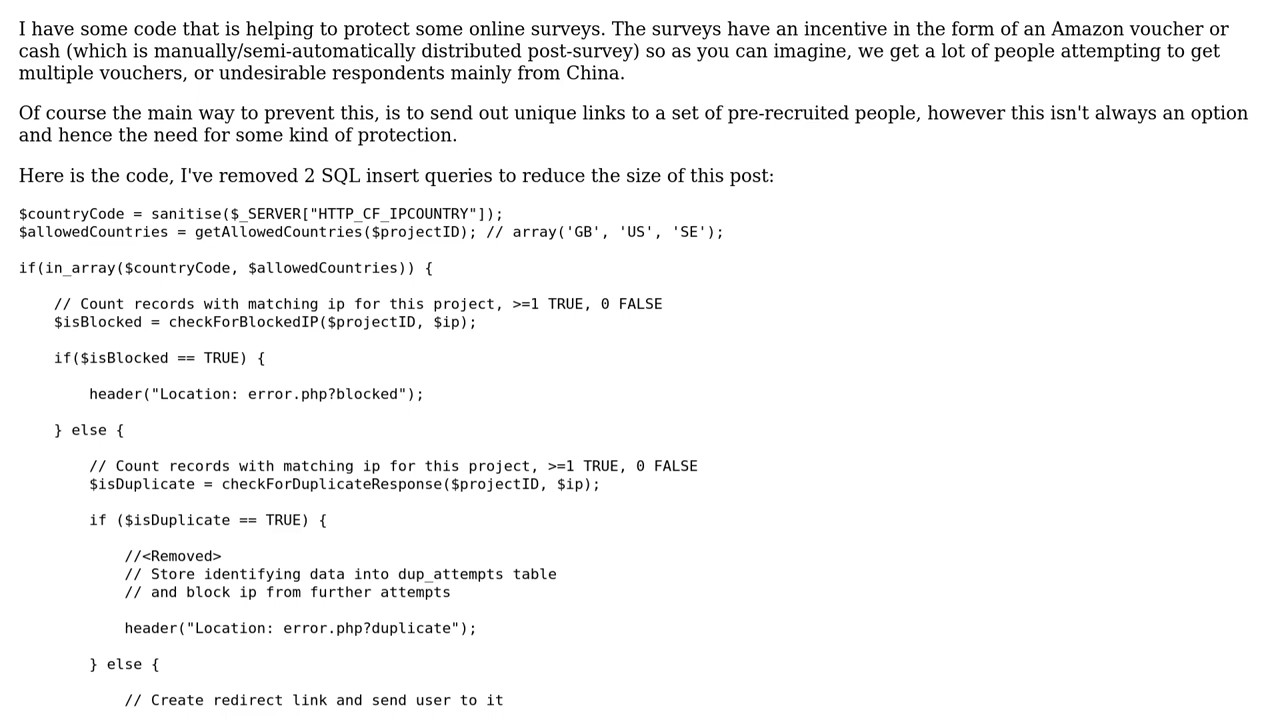 I have some code that is helping to protect some online surveys. The surveys have an incentive in the form of an Amazon voucher or
cash (which is manually/semi-automatically distributed post-survey) so as you can imagine, we get a lot of people attempting to get
multiple vouchers, or undesirable respondents mainly from China.
Of course the main way to prevent this, is to send out unique links to a set of pre-recruited people, however this isn't always an option
and hence the need for some kind of protection.
Here is the code, I've removed 2 SQL insert queries to reduce the size of this post:
$countryCode = sanitise($_SERVER["HTTP_CF_IPCOUNTRY"]);
$allowedCountries = getAllowedCountries($projectID); // array('GB', 'US', 'SE');
if(in_array($countryCode, $allowedCountries)) {
// Count records with matching ip for this project, >=1 TRUE, 0 FALSE
$isBlocked = checkForBlockedIP($projectID, $ip);
if($isBlocked == TRUE) {
header("Location: error.php?blocked");
} else {
// Count records with matching ip for this project, >=1 TRUE, 0 FALSE
$isDuplicate = checkForDuplicateResponse($projectID, $ip);
if ($isDuplicate == TRUE) {
//<Removed>
// Store identifying data into dup_attempts table
// and block ip from further attempts
header("Location: error.php?duplicate");
} else {
// Create redirect link and send user to it